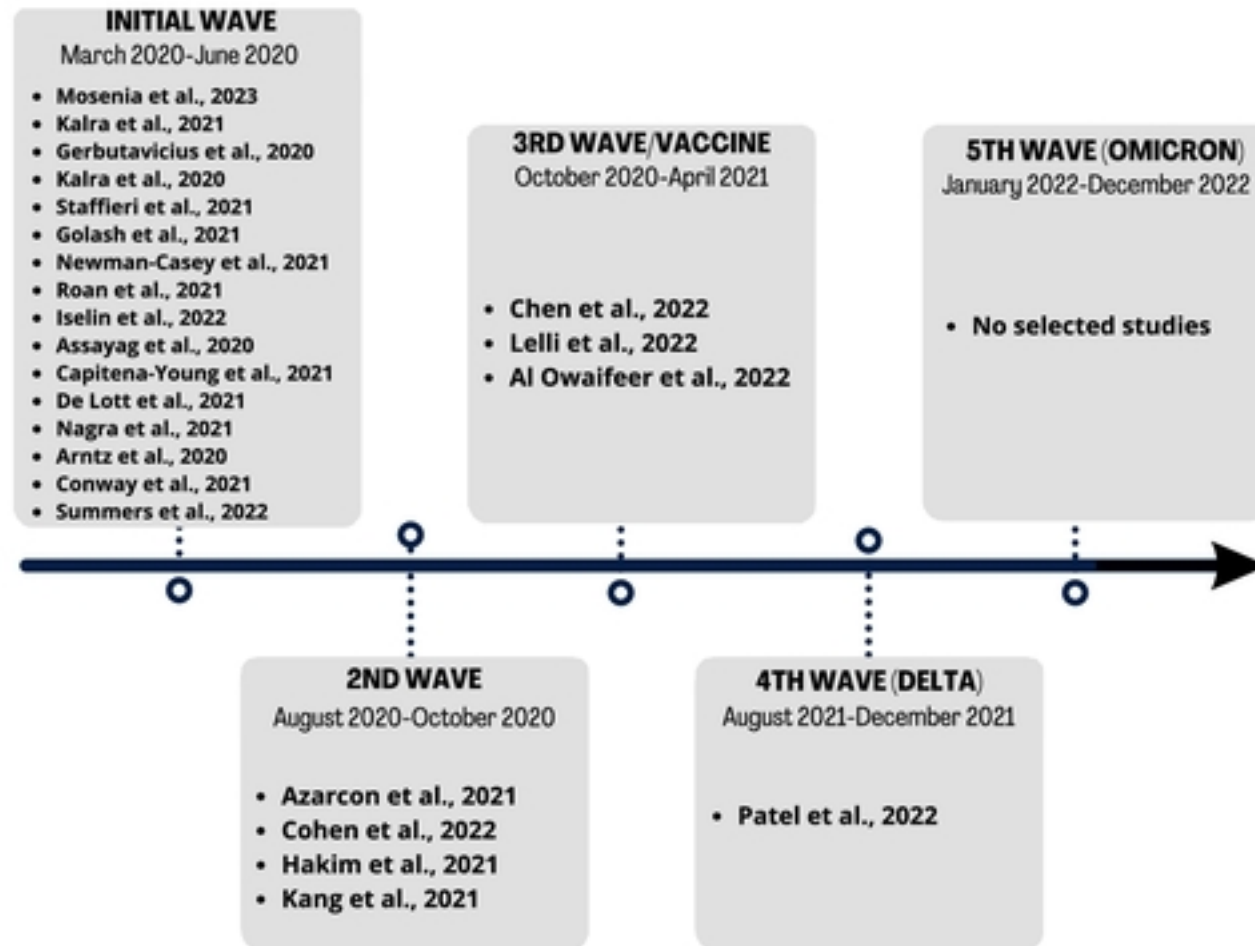 INITIAL WAVE
March 2020-June 2020
• Mosenia et al., 2023
• Kalra et al., 2021
• Gerbutavicius et al., 2020
• Kalra et al., 2020
• Staffieri et al., 2021
• Golash et al., 2021
• Newman-Casey et al., 2021
• Roan et al., 2021
• Iselin et al., 2022
• Assayag et al., 2020
• Capitena-Young et al., 2021
• De Lott et al., 2021
• Nagra et al., 2021
• Arntz et al., 2020
• Conway et al., 2021
• Summers et al., 2022
2ND WAVE
August 2020-October 2020
• Azarcon et al., 2021
• Cohen et al., 2022
• Hakim et al., 2021
• Kang et al., 2021
3RD WAVE/VACCINE
October 2020-April 2021
• Chen et al., 2022
• Lelli et al., 2022
• Al Owaifeer et al., 2022
4TH WAVE (DELTA)
August 2021-December 2021
• Patel et al., 2022
5TH WAVE (OMICRON)
January 2022-December 2022
• No selected studies